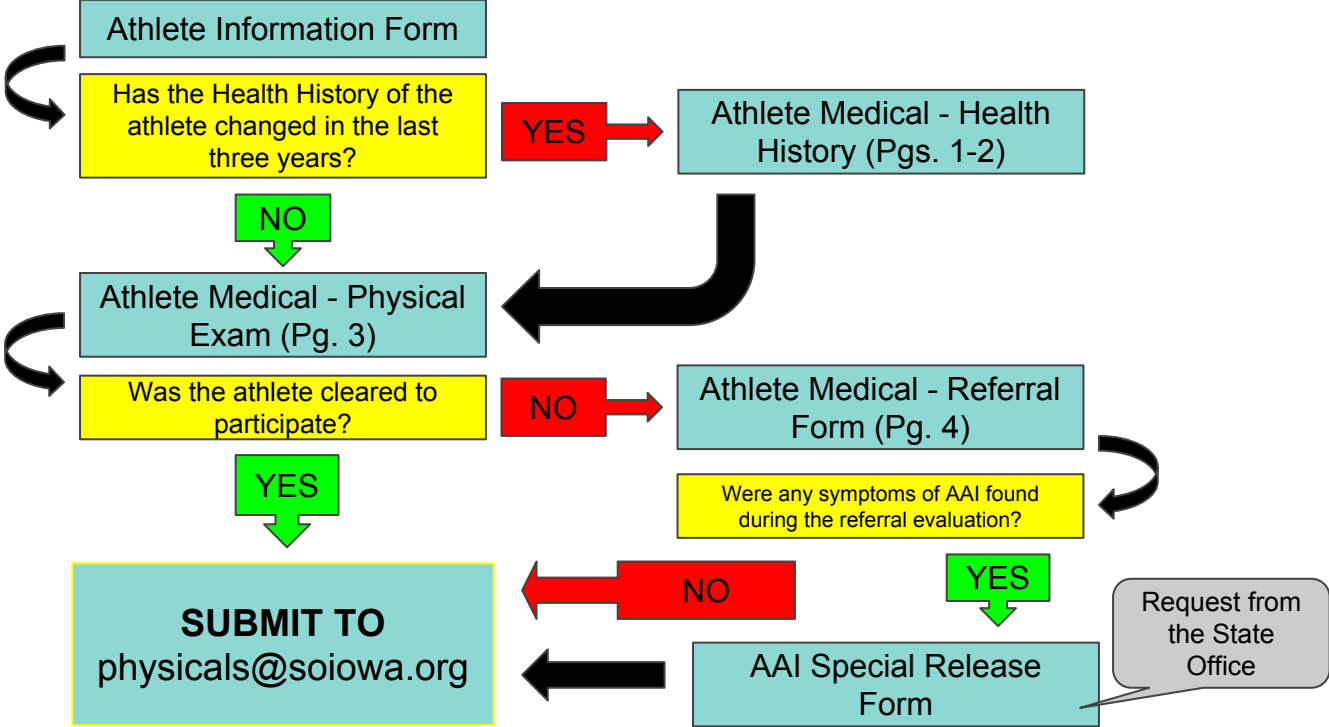 Athlete Information Form
Has the Health History of the
athlete changed in the last
three years?
YES
Athlete Medical - Health
History (Pgs. 1-2)
NO
Athlete Medical - Physical
Exam (Pg. 3)
Was the athlete cleared to
participate?
NO
Athlete Medical - Referral
Form (Pg. 4)
YES
Were any symptoms of AAI found
during the referral evaluation?
NO
YES
Request from
the State
Office
SUBMIT TO
physicals@soiowa.org
AAI Special Release
Form